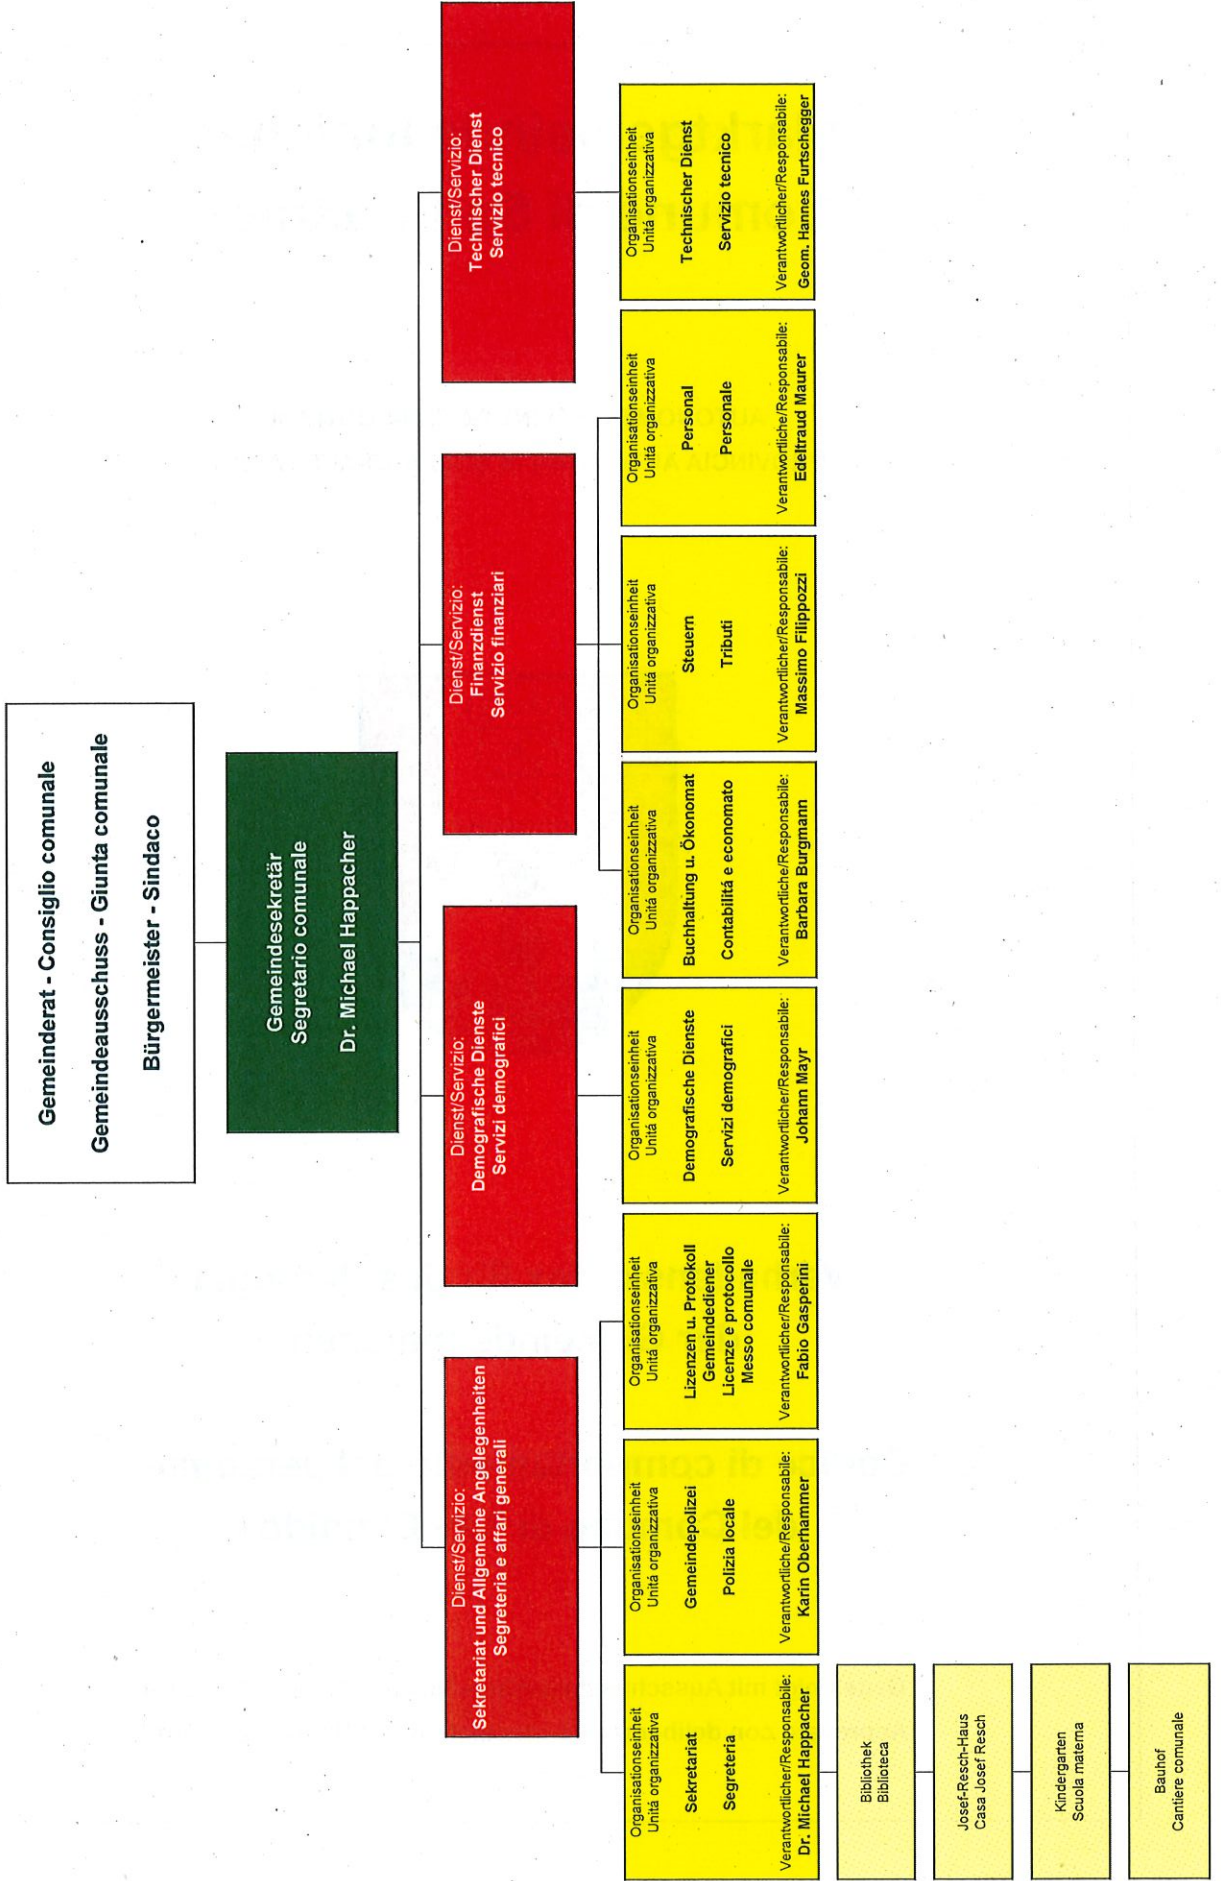 Gemeinderat - Consiglio comunale
Gemeindeausschuss - Giunta comunale
Bürgermeister - Sindaco
Gemeindesekretär
Segretario comunale
Dr. Michael Happacher
Dienst/Servizio:
Sekretariat und Allgemeine Angelegenheiten
Segreteria e affari generali
Dienst/Servizio:
Demografische Dienste
Servizi demografici
Dienst/Servizio:
Finanzdienst
Servizio finanziari
Dienst/Servizio:
Technischer Dienst
Servizio tecnico
Organisationseinheit
Unitá organizzativa
Sekretariat
Segreteria
Verantwortlicher/Responsabile:
Dr. Michael Happacher
Organisationseinheit
Unitá organizzativa
Gemeindepolizei
Polizia locale
Verantwortliche/Responsabile:
Karin Oberhammer
Organisationseinheit
Unitá organizzativa
Lizenzen u. Protokoll
Gemeindediener
Licenze e protocollo
Messo comunale
Verantwortlicher/Responsabile:
Fabio Gasperini
Organisationseinheit
Unitá organizzativa
Demografische Dienste
Servizi demografici
Verantwortlicher/Responsabile:
Johann Mayr
Organisationseinheit
Unitá organizzativa
Buchhaltung u. Ökonomat
Contabilitá e economato
Verantwortliche/Responsabile:
Barbara Burgmann
Organisationseinheit
Unitá organizzativa
Steuern
Tributi
Verantwortlicher/Responsabile:
Massimo Filippozzi
Organisationseinheit
Unitá organizzativa
Personal
Personale
Verantwortliche/Responsabile:
Edeltraud Maurer
Organisationseinheit
Unitá organizzativa
Technischer Dienst
Servizio tecnico
Verantwortlicher/Responsabile:
Geom. Hannes Furtschegger
Bibliothek
Biblioteca
Josef-Resch-Haus
Casa Josef Resch
Kindergarten
Scuola materna
Bauhof
Cantiere comunale